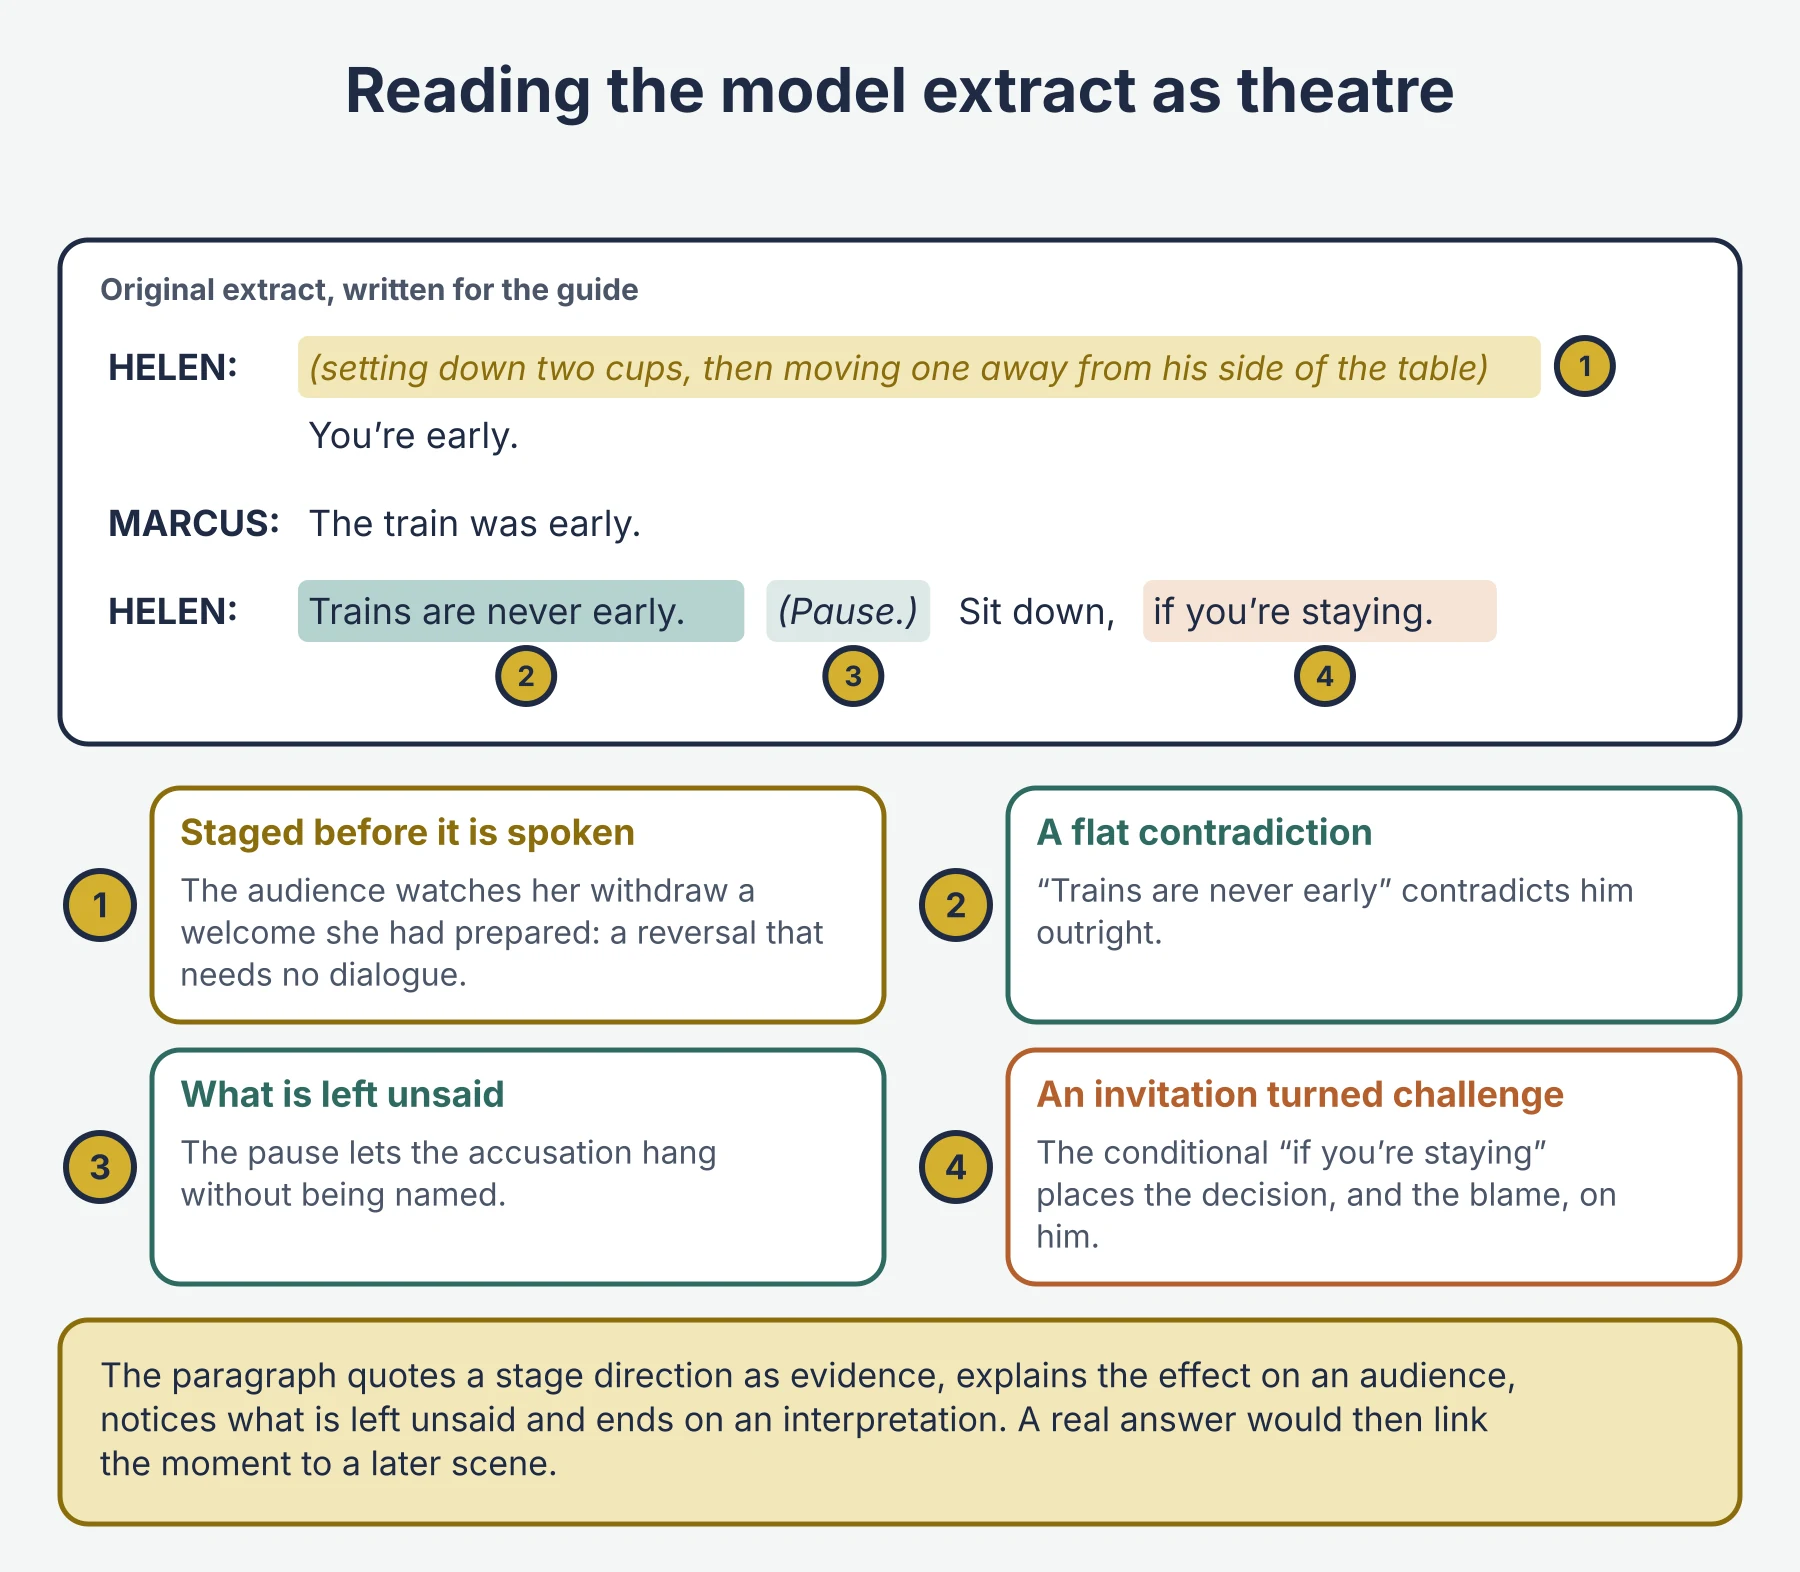 Reading the model extract as theatre
Original extract, written for the guide
HELEN: (setting down two cups, then moving one away from his side of the table) 1
You’re early.
MARCUS: The train was early.
HELEN: Trains are never early. (Pause.) Sit down, if you’re staying.
2 3 4
1
Staged before it is spoken
The audience watches her withdraw a
welcome she had prepared: a reversal that
needs no dialogue.
2
A flat contradiction
“Trains are never early” contradicts him
outright.
3
What is left unsaid
The pause lets the accusation hang
without being named.
4
An invitation turned challenge
The conditional “if you’re staying”
places the decision, and the blame, on
him.
The paragraph quotes a stage direction as evidence, explains the effect on an audience,
notices what is left unsaid and ends on an interpretation. A real answer would then link
the moment to a later scene.